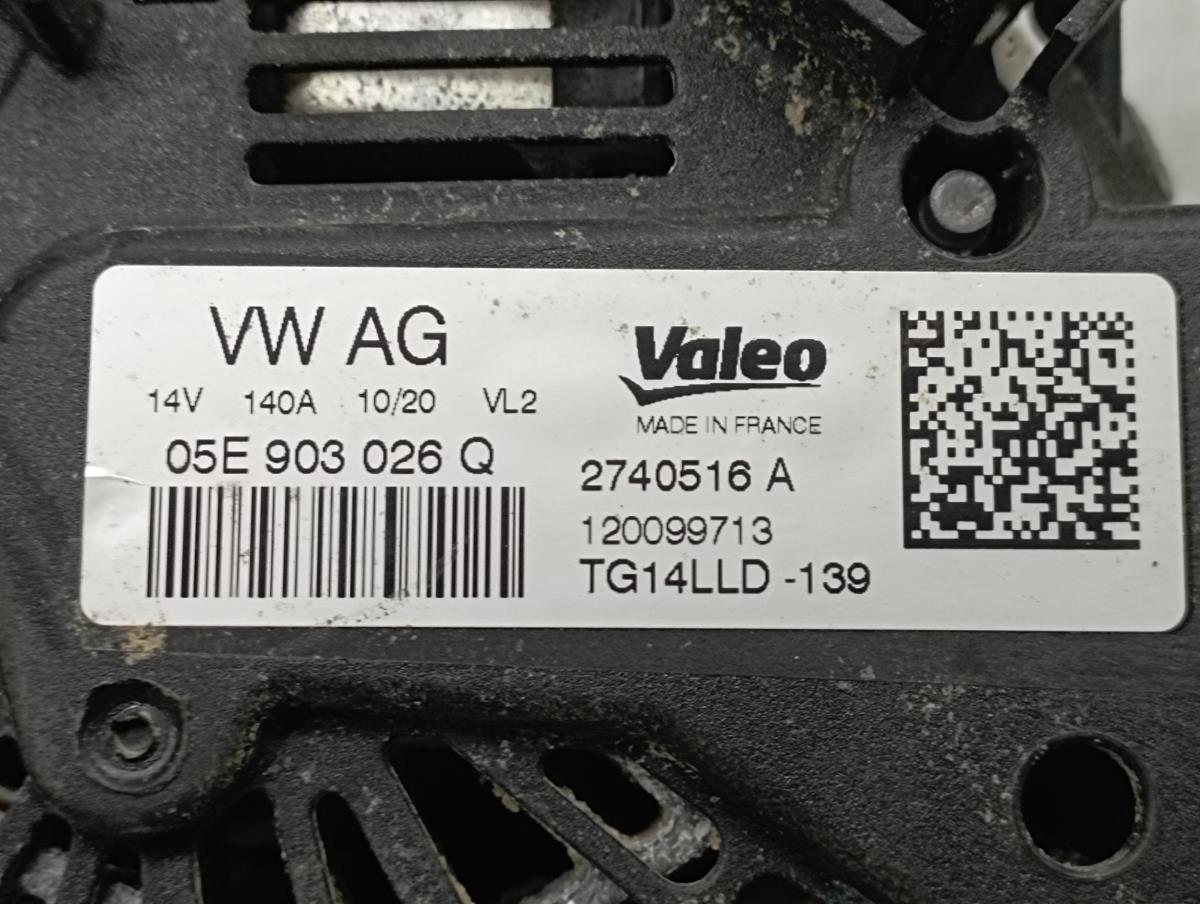 VW AG
14V 140A 10/20 VL2
05E 903 026 Q
Valeo
MADE IN FRANCE
2740516 A
120099713
TG14LLD -139